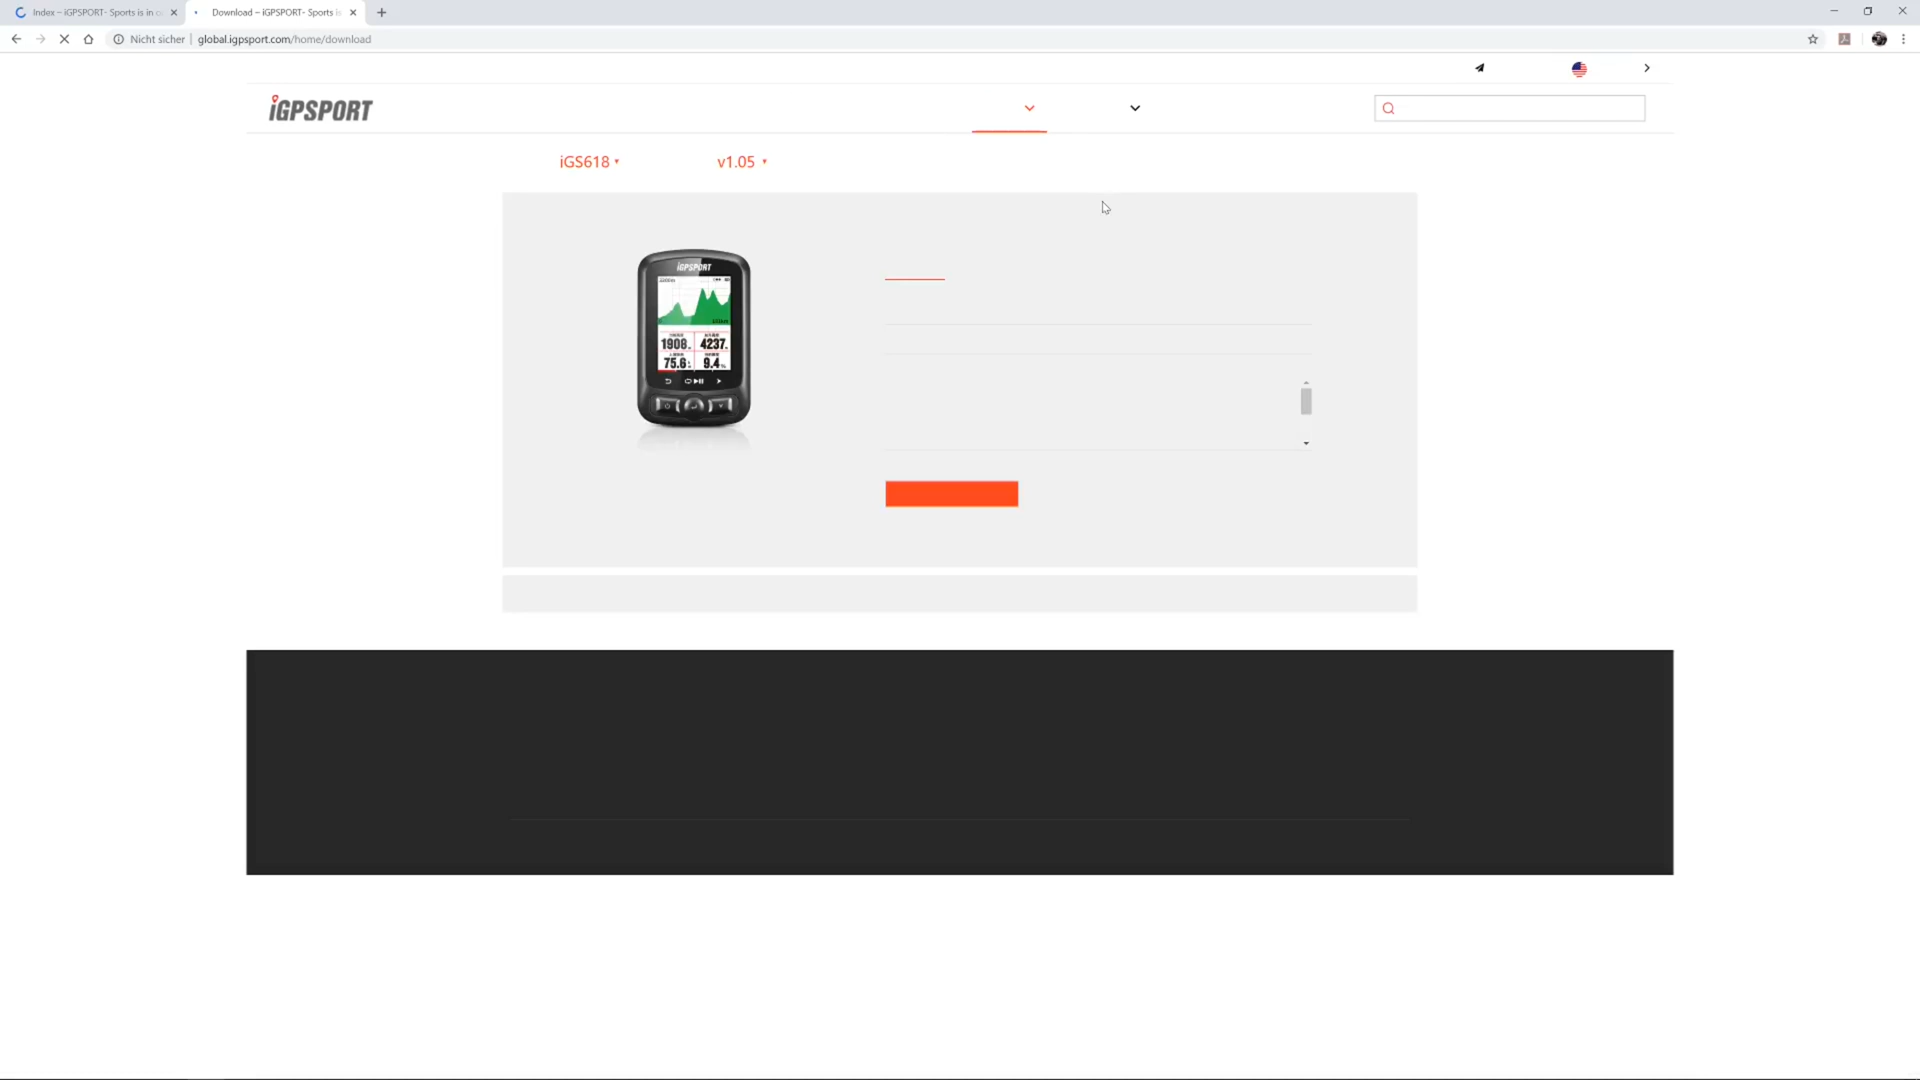 Index – iGPSPORT- Sports is in c
Download – iGPSPORT- Sports is
Nicht sicher
global.igpsport.com/home/download
iGPSPORT
iGS618
v1.05
iGPSPORT
1908
4237
75.6
9.4